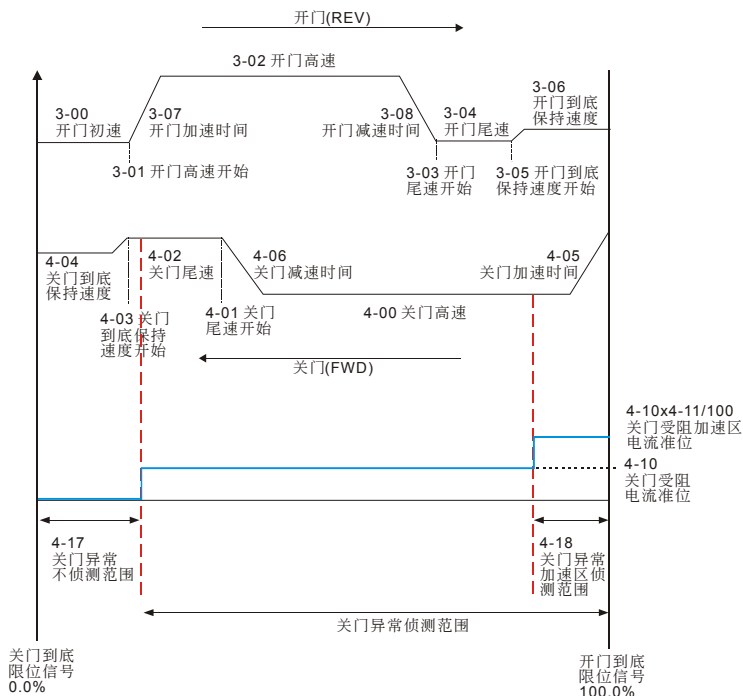 开门(REV)
3-02 开门高速
3-00
开门初速
3-07
开门加速时间
3-08
开门减速时间
3-04
开门尾速
3-06
开门到底
保持速度
3-01 开门高速开始
3-03 开门
尾速开始
3-05 开门到底
保持速度开始
4-04
关门到底
保持速度
4-02
关门尾速
4-06
关门减速时间
4-05
关门加速时间
4-03 关门
到底保持
速度开始
4-01 关门
尾速开始
4-00 关门高速
关门(FWD)
4-10x4-11/100
关门受阻加速区
电流准位
4-10
关门受阻
电流准位
4-17
关门异常
不侦测范围
4-18
关门异常
加速区侦
测范围
关门异常侦测范围
关门到底
限位信号
0.0%
开门到底
限位信号
100.0%